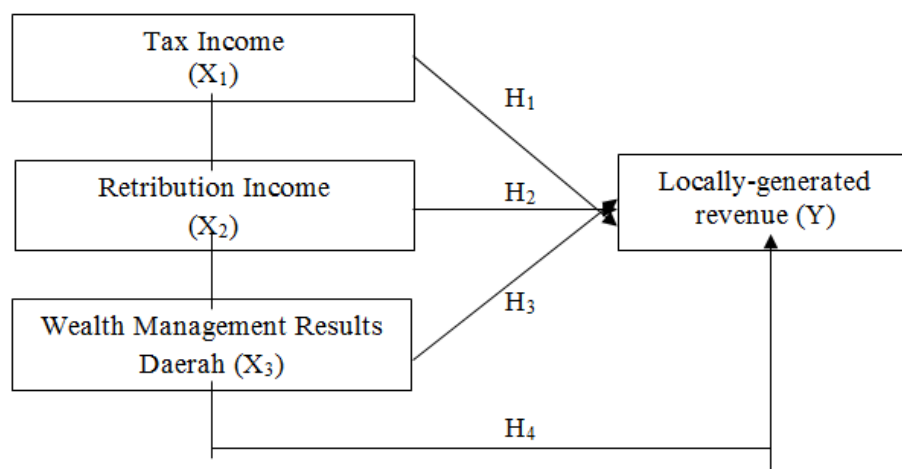 Tax Income
(X₁)
H₁
Retribution Income
(X₂)
H₂
Locally-generated
revenue (Y)
H₃
Wealth Management Results
Daerah (X₃)
H₄